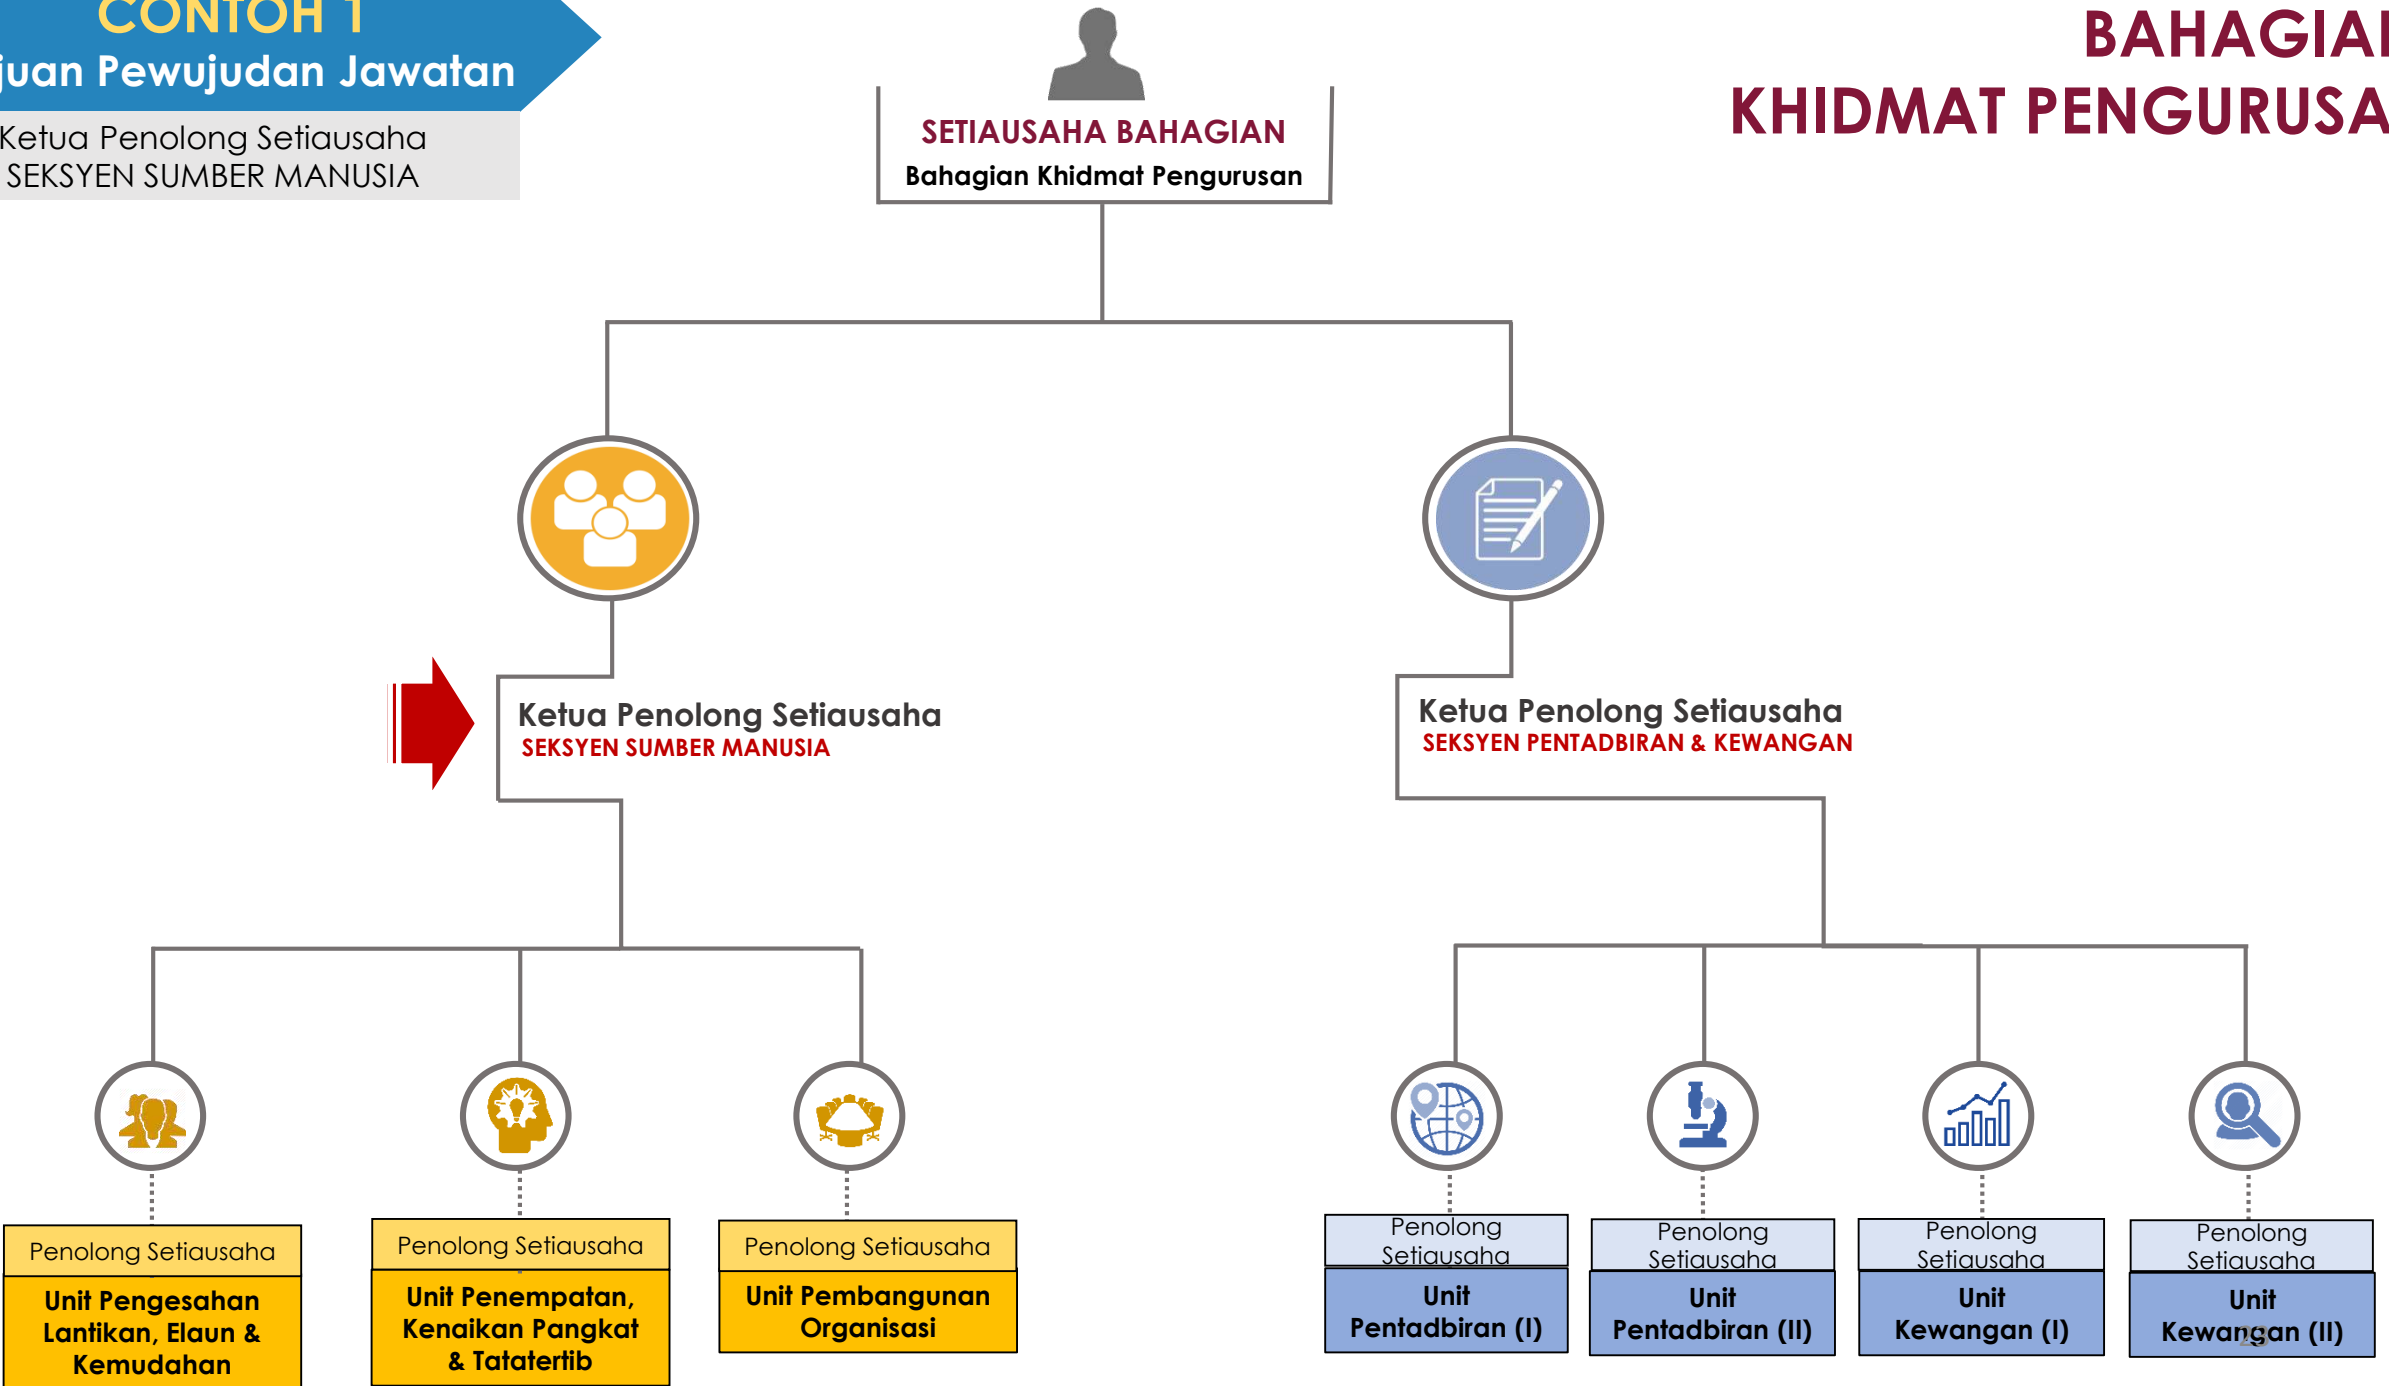 CONTOH 1
juan Pewujudan Jawatan
Ketua Penolong Setiausaha
SEKSYEN SUMBER MANUSIA
BAHAGIAN
KHIDMAT PENGURUSA
SETIAUSAHA BAHAGIAN
Bahagian Khidmat Pengurusan
Ketua Penolong Setiausaha
SEKSYEN SUMBER MANUSIA
Ketua Penolong Setiausaha
SEKSYEN PENTADBIRAN & KEWANGAN
Penolong Setiausaha
Unit Pengesahan
Lantikan, Elaun &
Kemudahan
Penolong Setiausaha
Unit Penempatan,
Kenaikan Pangkat
& Tatatertib
Penolong Setiausaha
Unit Pembangunan
Organisasi
Penolong
Setiausaha
Unit
Pentadbiran (I)
Penolong
Setiausaha
Unit
Pentadbiran (II)
Penolong
Setiausaha
Unit
Kewangan (I)
Penolong
Setiausaha
Unit
Kewangan (II)
23